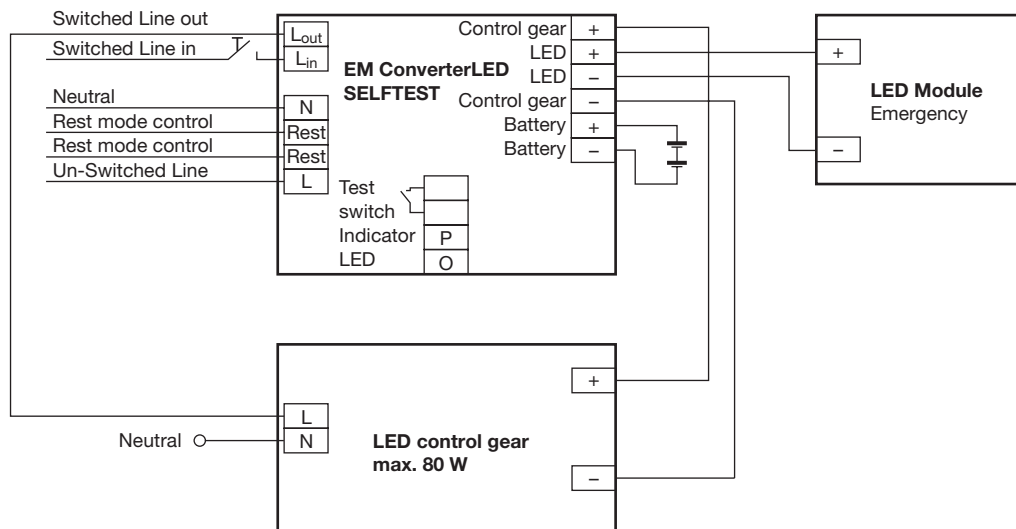 Switched Line out
Switched Line in
Neutral
Rest mode control
Rest mode control
Un-Switched Line
Lout
Lin
N
Rest
Rest
L
EM ConverterLED
SELFTEST
Test
switch
Indicator P
LED O
Control gear +
LED +
LED −
Control gear −
Battery +
Battery −
+
LED Module
Emergency
−
L
N
Neutral
LED control gear
max. 80 W
+
−